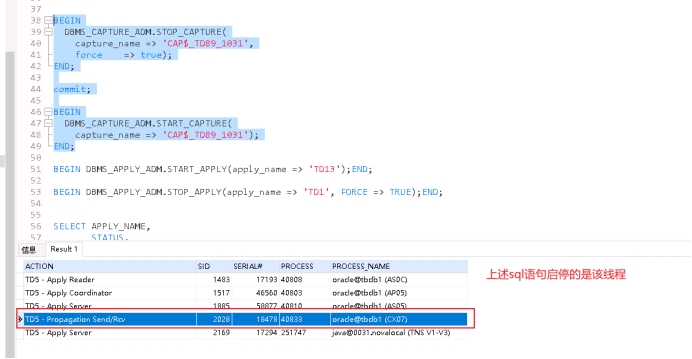 37
38 BEGIN
39 DBMS_CAPTURE_ADM.STOP_CAPTURE(
40 capture_name => 'CAP$_TD89_1031',
41 force => true);
42 END;
43
44 commit;
45
46 BEGIN
47 DBMS_CAPTURE_ADM.START_CAPTURE(
48 capture_name => 'CAP$_TD89_1031');
49 END;
50
51 BEGIN DBMS_APPLY_ADM.START_APPLY(apply_name => 'TD13');END;
52
53 BEGIN DBMS_APPLY_ADM.STOP_APPLY(apply_name => 'TD1', FORCE => TRUE);END;
54
55
56 SELECT APPLY_NAME,
57 STATUS,
信息 Result 1
ACTION SID SERIAL# PROCESS PROCESS_NAME
TD5 - Apply Reader 1483 17193 40808 oracle@tbdb1 (AS0C)
TD5 - Apply Coordinator 1517 46560 40803 oracle@tbdb1 (AP05)
TD5 - Apply Server 1885 58877 40810 oracle@tbdb1
TD5 - Propagation Send/Rcv 2028 18478 40833 oracle@tbdb1 (CX07)
TD5 - Apply Server 2169 17294 251747 java@0031.novalocal (TNS V1-V3)
上述sql语句启停的是该线程